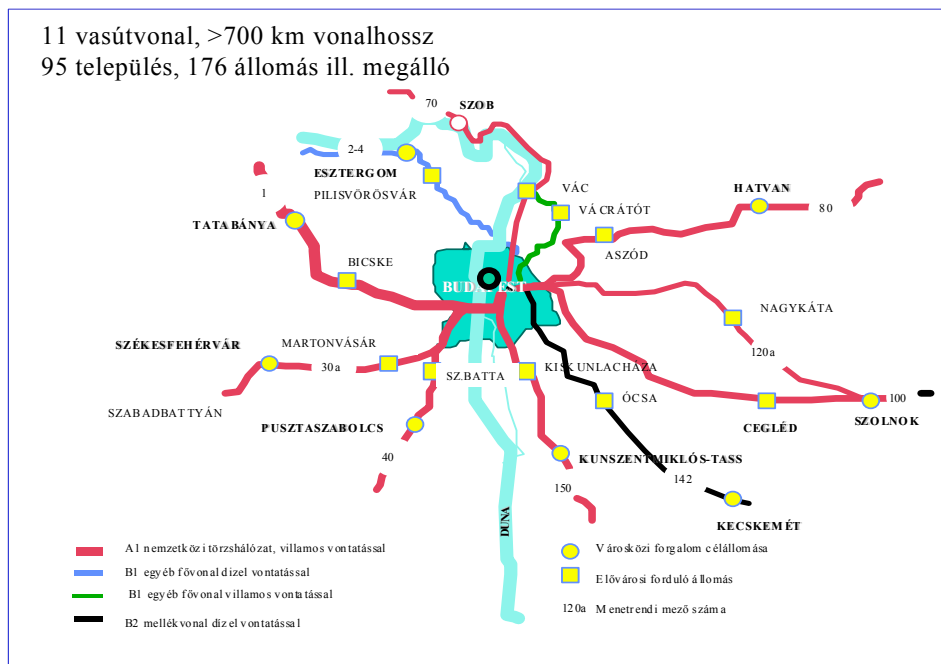 11 vasútvonal, >700 km vonalhossz
95 település, 176 állomás ill. megálló
70
SZOB
2-4
ESZTERGOM
PILISVÖRÖSVÁR
VÁC
VÁCRÁTÓT
HATVAN
80
1
TATABÁNYA
ASZÓD
BICSKE
BUDAPEST
NAGYKÁTA
SZÉKESFEHÉRVÁR
MARTONVÁSÁR
30a
120a
SZ.BATTA
KISKUNLACHÁZA
ÓCSA
SZABADBATTYÁN
100
PUSZTASZABOLCS
CEGLÉD
SZOLNOK
40
KUNSZENTMIKLÓS-TASS
150
142
DUNA
KECSKEMÉT
A1 nemzetközi törzshálózat, villamos vontatással
B1 egyéb fővonal dízel vontatással
B1 egyéb fővonal villamos vontatással
B2 mellékvonal dízel vontatással
Városközi forgalom célállomása
Elővárosi forduló állomás
120a Menetrendi mező száma